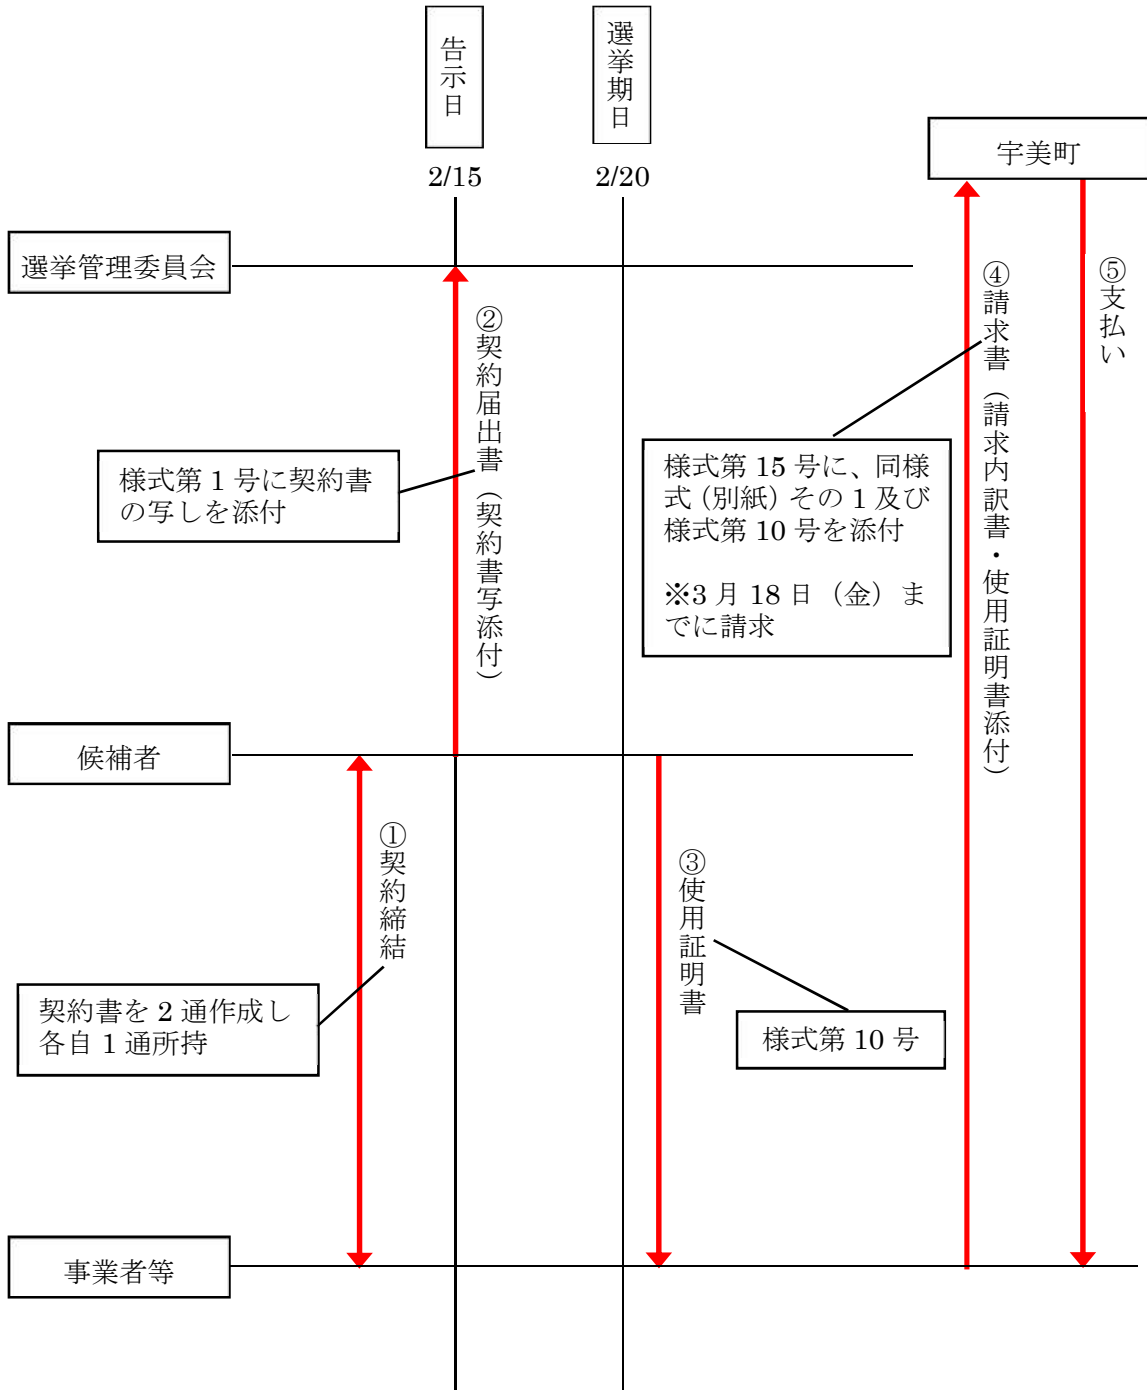 告示日
選挙期日
宇美町
2/15
2/20
選挙管理委員会
②契約届出書（契約書写添付）
④請求書（請求内訳書・使用証明書添付）
⑤支払い
様式第 1 号に契約書
の写しを添付
様式第 15 号に、同様
式（別紙）その 1 及び
様式第 10 号を添付
※3 月 18 日（金）ま
でに請求
候補者
①契約締結
③使用証明書
契約書を 2 通作成し
各自 1 通所持
様式第 10 号
事業者等